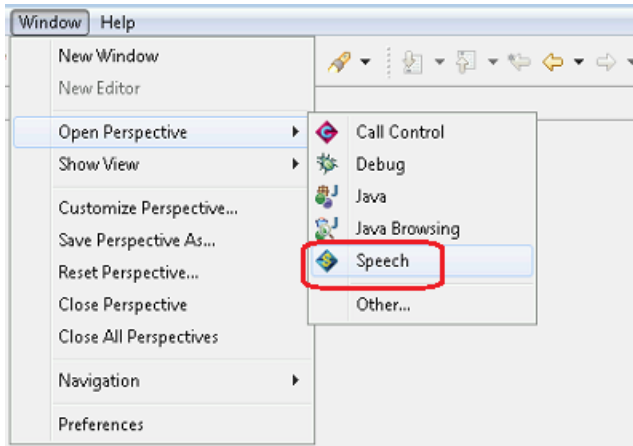 Window Help
New Window
New Editor
Open Perspective
Show View
Customize Perspective...
Save Perspective As...
Reset Perspective...
Close Perspective
Close All Perspectives
Navigation
Preferences
Call Control
Debug
Java
Java Browsing
Speech
Other...